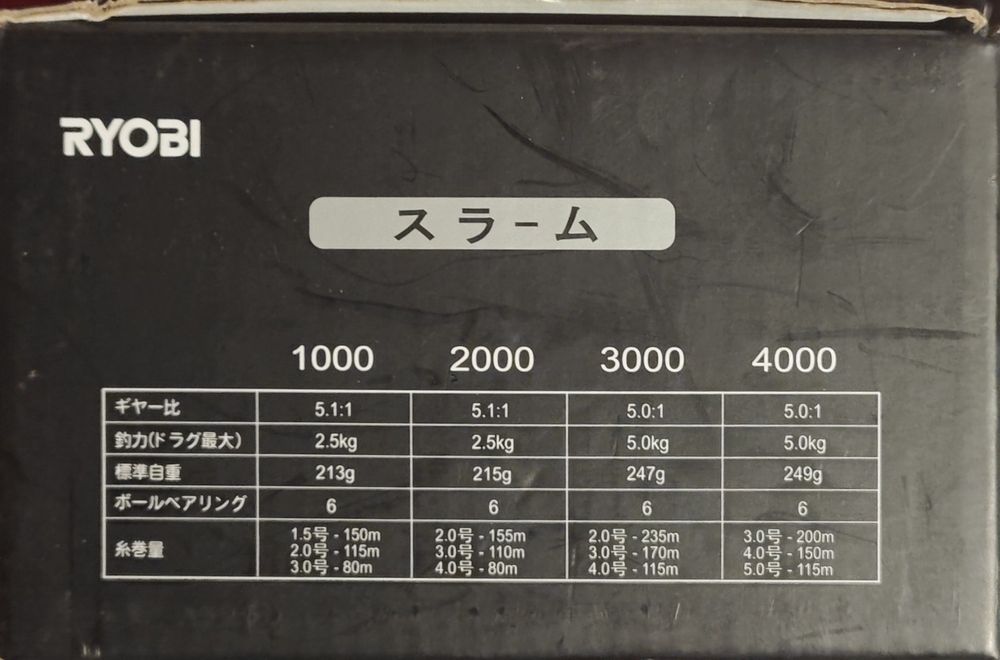 RYOBI
スラーム
1000 2000 3000 4000
ギヤー比 5.1:1 5.1:1 5.0:1 5.0:1
釣力(ドラグ最大) 2.5kg 2.5kg 5.0kg 5.0kg
標準自重 213g 215g 247g 249g
ボールベアリング 6 6 6 6
糸巻量 1.5号 - 150m 2.0号 - 155m 2.0号 - 235m 3.0号 - 200m
2.0号 - 115m 3.0号 - 110m 3.0号 - 170m 4.0号 - 150m
3.0号 - 80m 4.0号 - 80m 4.0号 - 115m 5.0号 - 115m